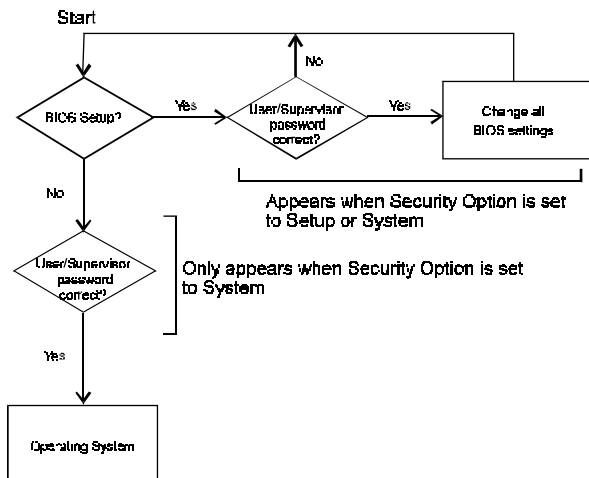 Start
No
BIOS Setup?
Yes
User/Supervisor
password
correct?
Yes
Change all
BIOS settings
No
Appears when Security Option is set
to Setup or System
User/Supervisor
password
correct?
Only appears when Security Option is set
to System
Yes
Operating System